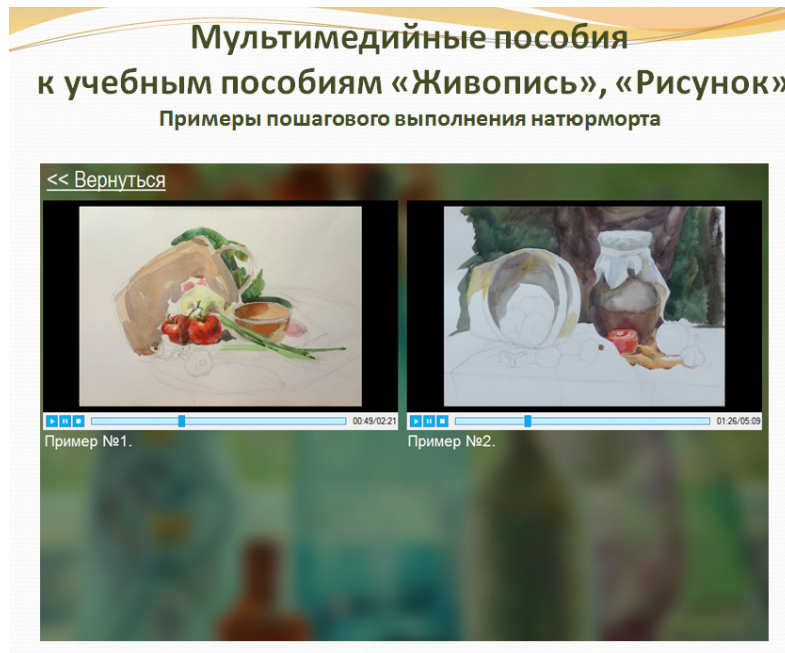 Мультимедийные пособия
к учебным пособиям «Живопись», «Рисунок»
Примеры пошагового выполнения натюрморта
<< Вернуться
00:49/02:21
01:26/05:09
Пример №1.
Пример №2.